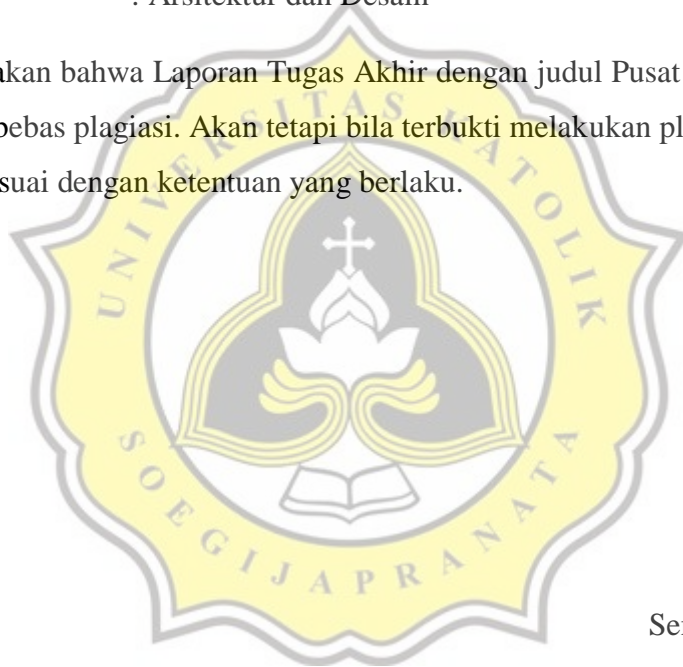 : Arsitektur dan Desain
akan bahwa Laporan Tugas Akhir dengan judul Pusat
bebas plagiasi. Akan tetapi bila terbukti melakukan pl
suai dengan ketentuan yang berlaku.
UNIVERSITAS KATOLIK
SOEGIJAPRANATA
Se